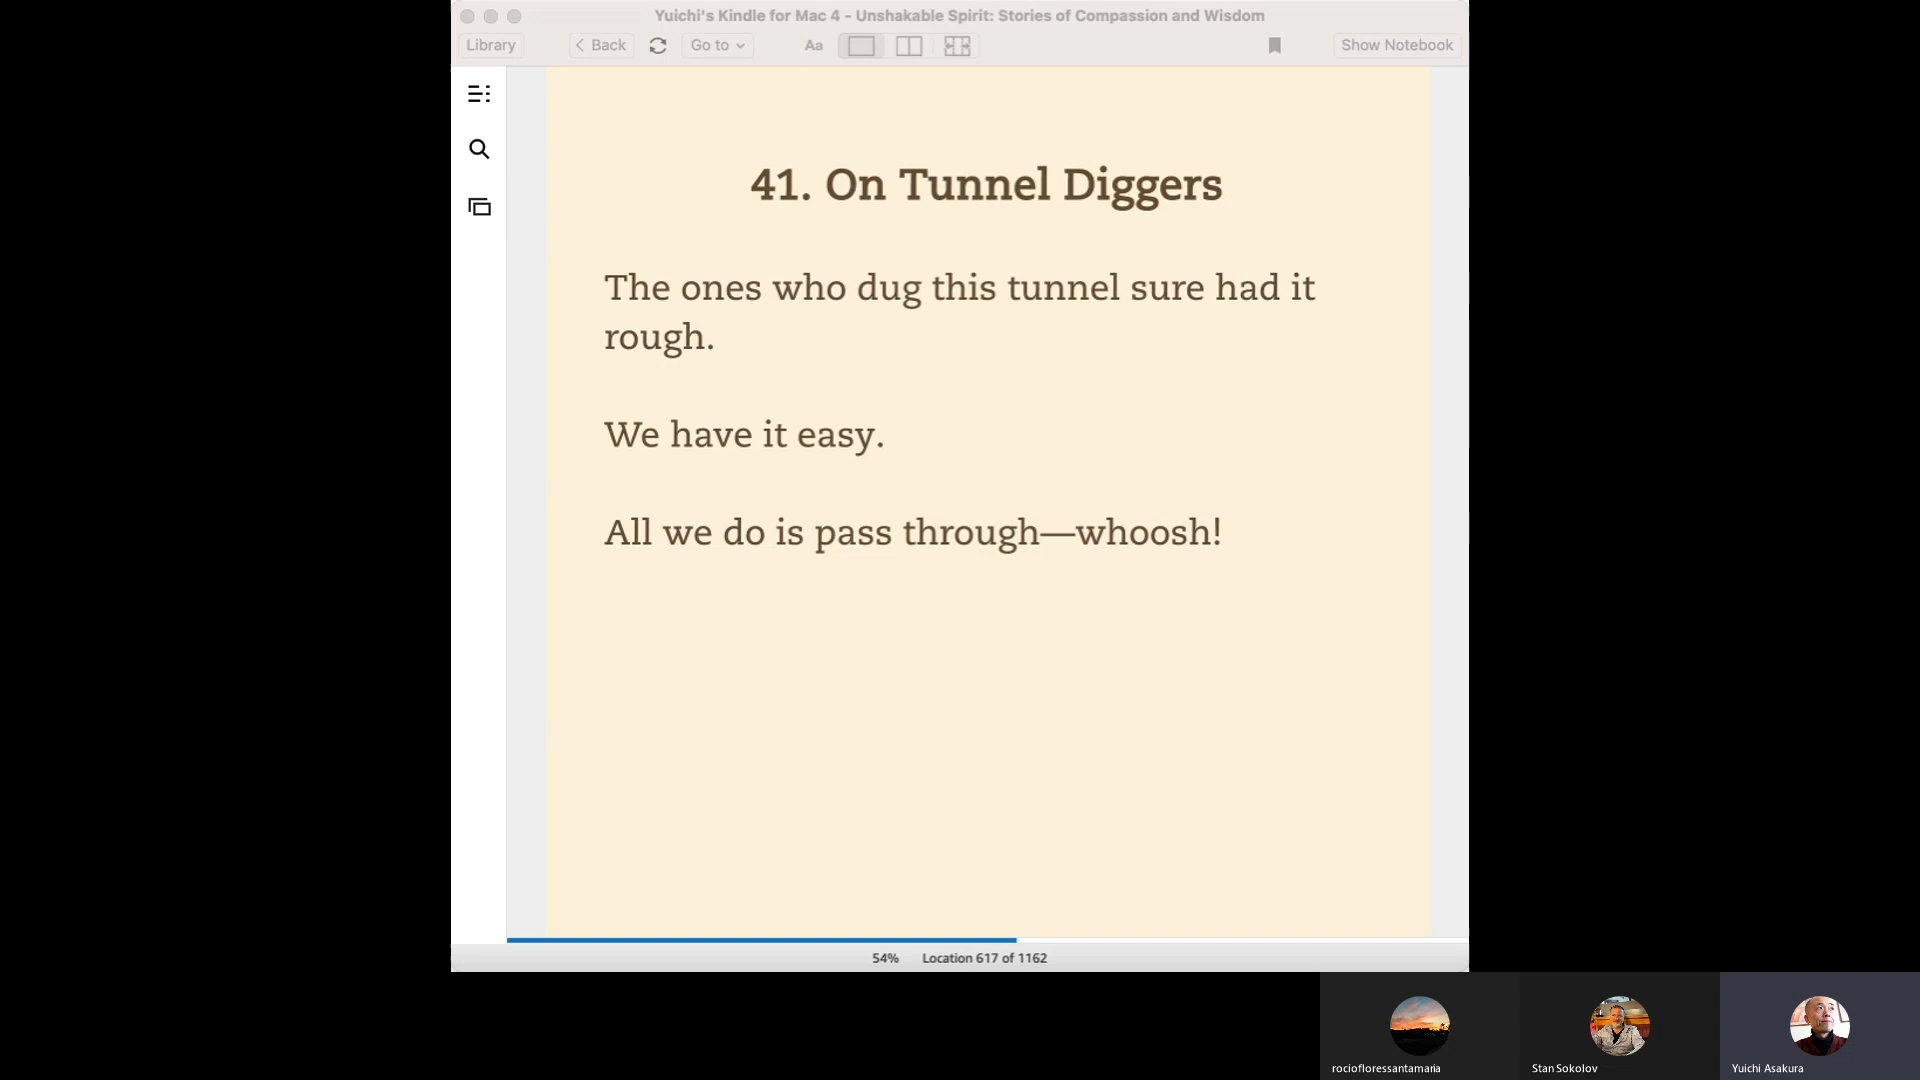 Yuichi's Kindle for Mac 4 - Unshakable Spirit: Stories of Compassion and Wisdom
Library
Back
Go to
Aa
Show Notebook
41. On Tunnel Diggers
The ones who dug this tunnel sure had it
rough.
We have it easy.
All we do is pass through—whoosh!
54%
Location 617 of 1162
rociofloressantamaria
Stan Sokolov
Yuichi Asakura